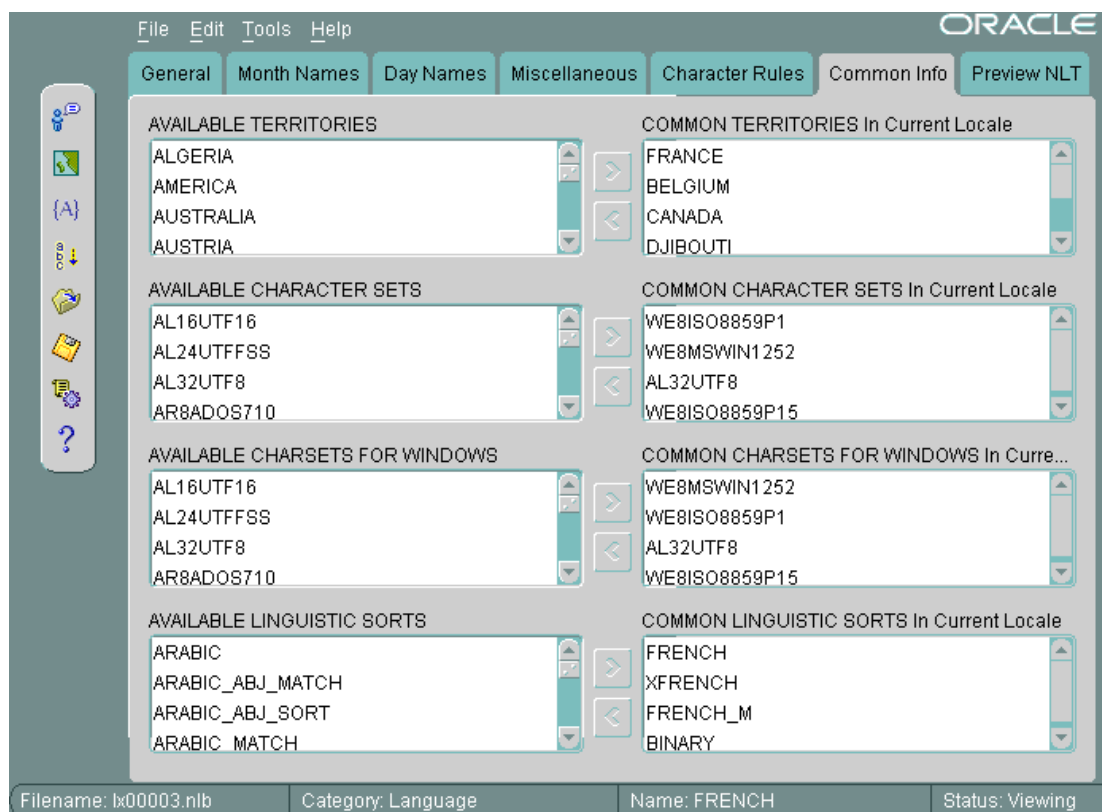 File Edit Tools Help
ORACLE
General Month Names Day Names Miscellaneous Character Rules Common Info Preview NLT
{A}
a
b
c
?
AVAILABLE TERRITORIES
ALGERIA
AMERICA
AUSTRALIA
AUSTRIA
>
<
COMMON TERRITORIES In Current Locale
FRANCE
BELGIUM
CANADA
DJIBOUTI
AVAILABLE CHARACTER SETS
AL16UTF16
AL24UTFFSS
AL32UTF8
AR8ADOS710
>
<
COMMON CHARACTER SETS In Current Locale
WE8ISO8859P1
WE8MSWIN1252
AL32UTF8
WE8ISO8859P15
AVAILABLE CHARSETS FOR WINDOWS
AL16UTF16
AL24UTFFSS
AL32UTF8
AR8ADOS710
>
<
COMMON CHARSETS FOR WINDOWS In Curre...
WE8MSWIN1252
WE8ISO8859P1
AL32UTF8
WE8ISO8859P15
AVAILABLE LINGUISTIC SORTS
ARABIC
ARABIC_ABJ_MATCH
ARABIC_ABJ_SORT
ARABIC_MATCH
>
<
COMMON LINGUISTIC SORTS In Current Locale
FRENCH
XFRENCH
FRENCH_M
BINARY
Filename: lx00003.nlb Category: Language Name: FRENCH Status: Viewing